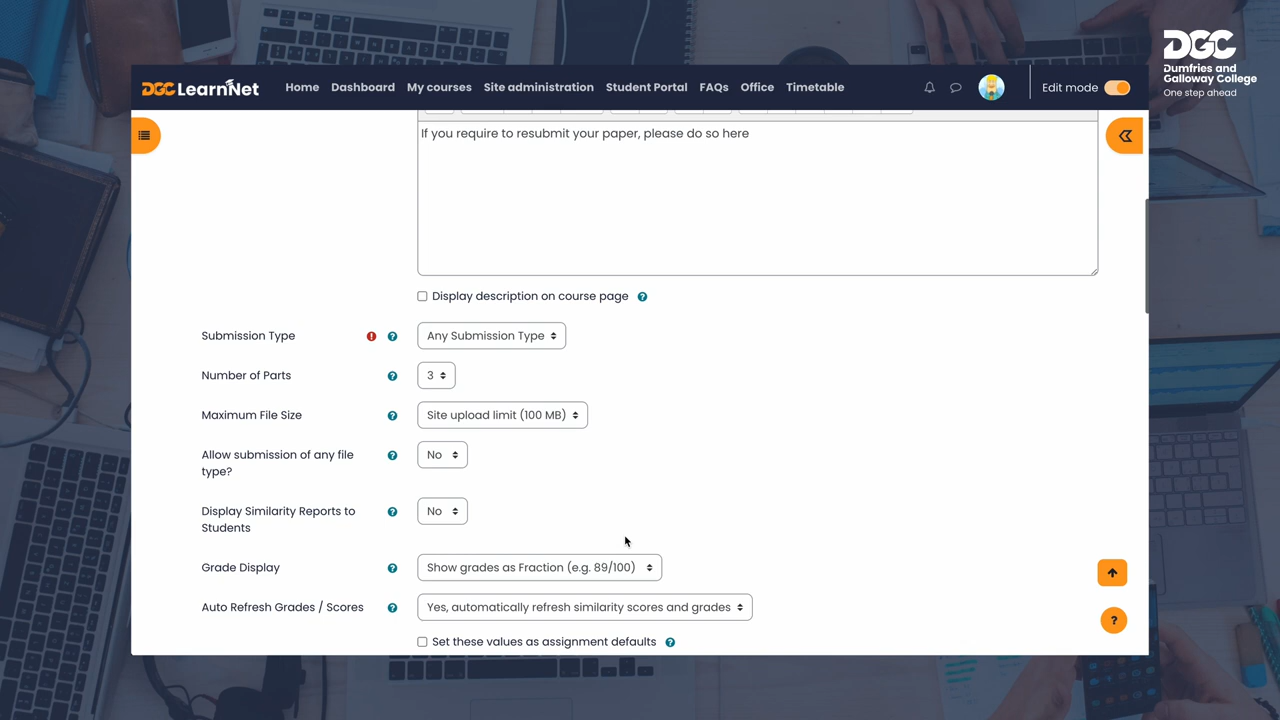 DGC
Dumfries and
Galloway College
One step ahead
DGC LearnNet
Home Dashboard My courses Site administration Student Portal FAQs Office Timetable
Edit mode
If you require to resubmit your paper, please do so here
Display description on course page ?
Submission Type ! ? Any Submission Type
Number of Parts ? 3
Maximum File Size ? Site upload limit (100 MB)
Allow submission of any file
type? ? No
Display Similarity Reports to
Students ? No
Grade Display ? Show grades as Fraction (e.g. 89/100)
Auto Refresh Grades / Scores ? Yes, automatically refresh similarity scores and grades
?
Set these values as assignment defaults ?